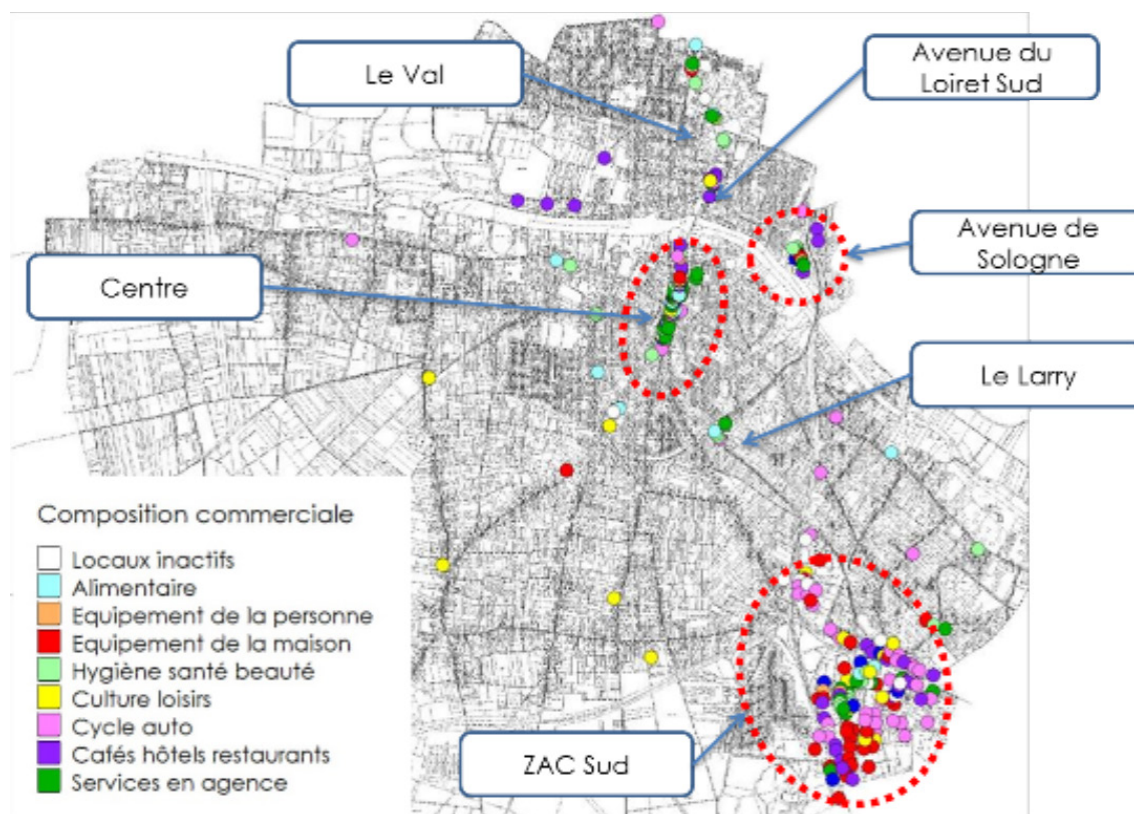 Le Val
Avenue du
Loiret Sud
Avenue de
Sologne
Centre
Le Larry
ZAC Sud
Composition commerciale
Locaux inactifs
Alimentaire
Equipement de la personne
Equipement de la maison
Hygiène santé beauté
Culture loisirs
Cycle auto
Cafés hôtels restaurants
Services en agence